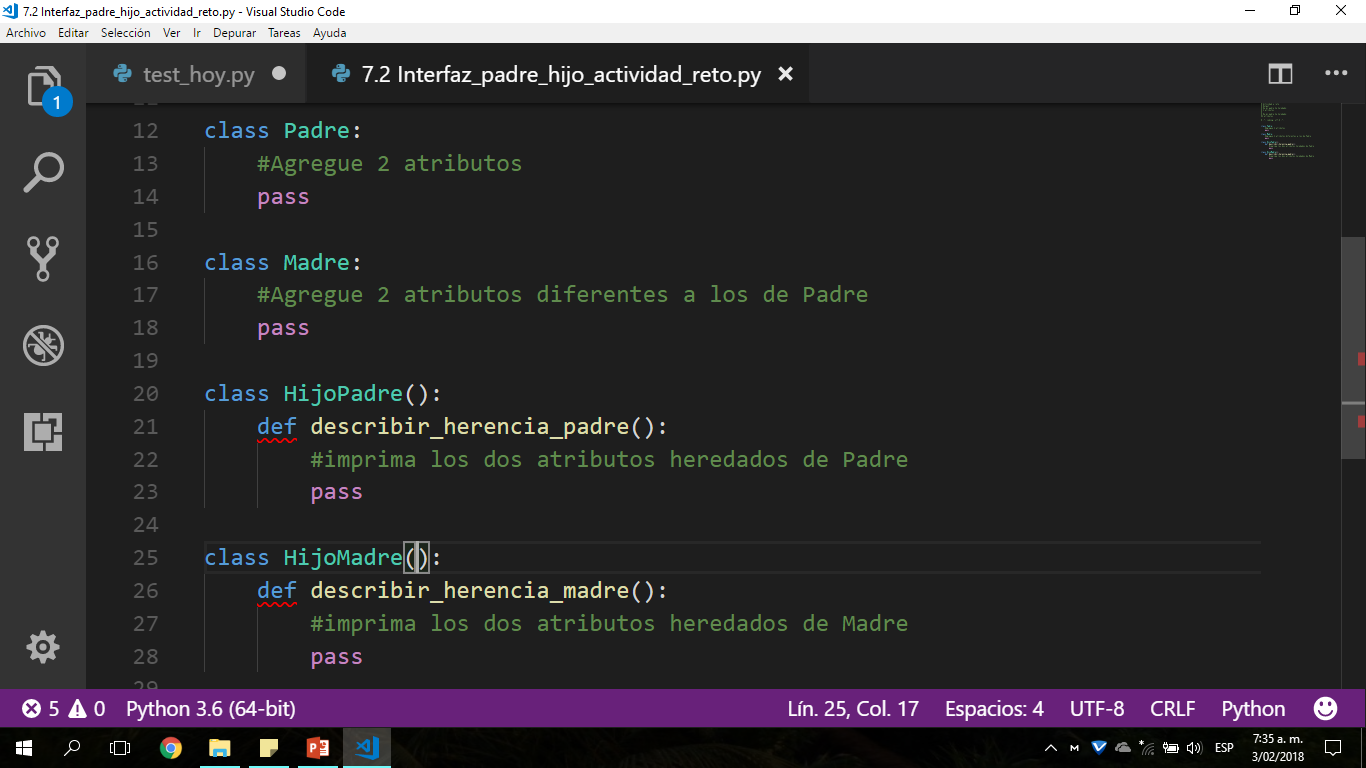 7.2 Interfaz_padre_hijo_actividad_reto.py - Visual Studio Code
Archivo Editar Selección Ver Ir Depurar Tareas Ayuda
test_hoy.py 7.2 Interfaz_padre_hijo_actividad_reto.py
1
12 class Padre:
13 #Agregue 2 atributos
14 pass
15
16 class Madre:
17 #Agregue 2 atributos diferentes a los de Padre
18 pass
19
20 class HijoPadre():
21 def describir_herencia_padre():
22 #imprima los dos atributos heredados de Padre
23 pass
24
25 class HijoMadre():
26 def describir_herencia_madre():
27 #imprima los dos atributos heredados de Madre
28 pass
5 0 Python 3.6 (64-bit) Lín. 25, Col. 17 Espacios: 4 UTF-8 CRLF Python
ESP 7:35 a. m.
3/02/2018